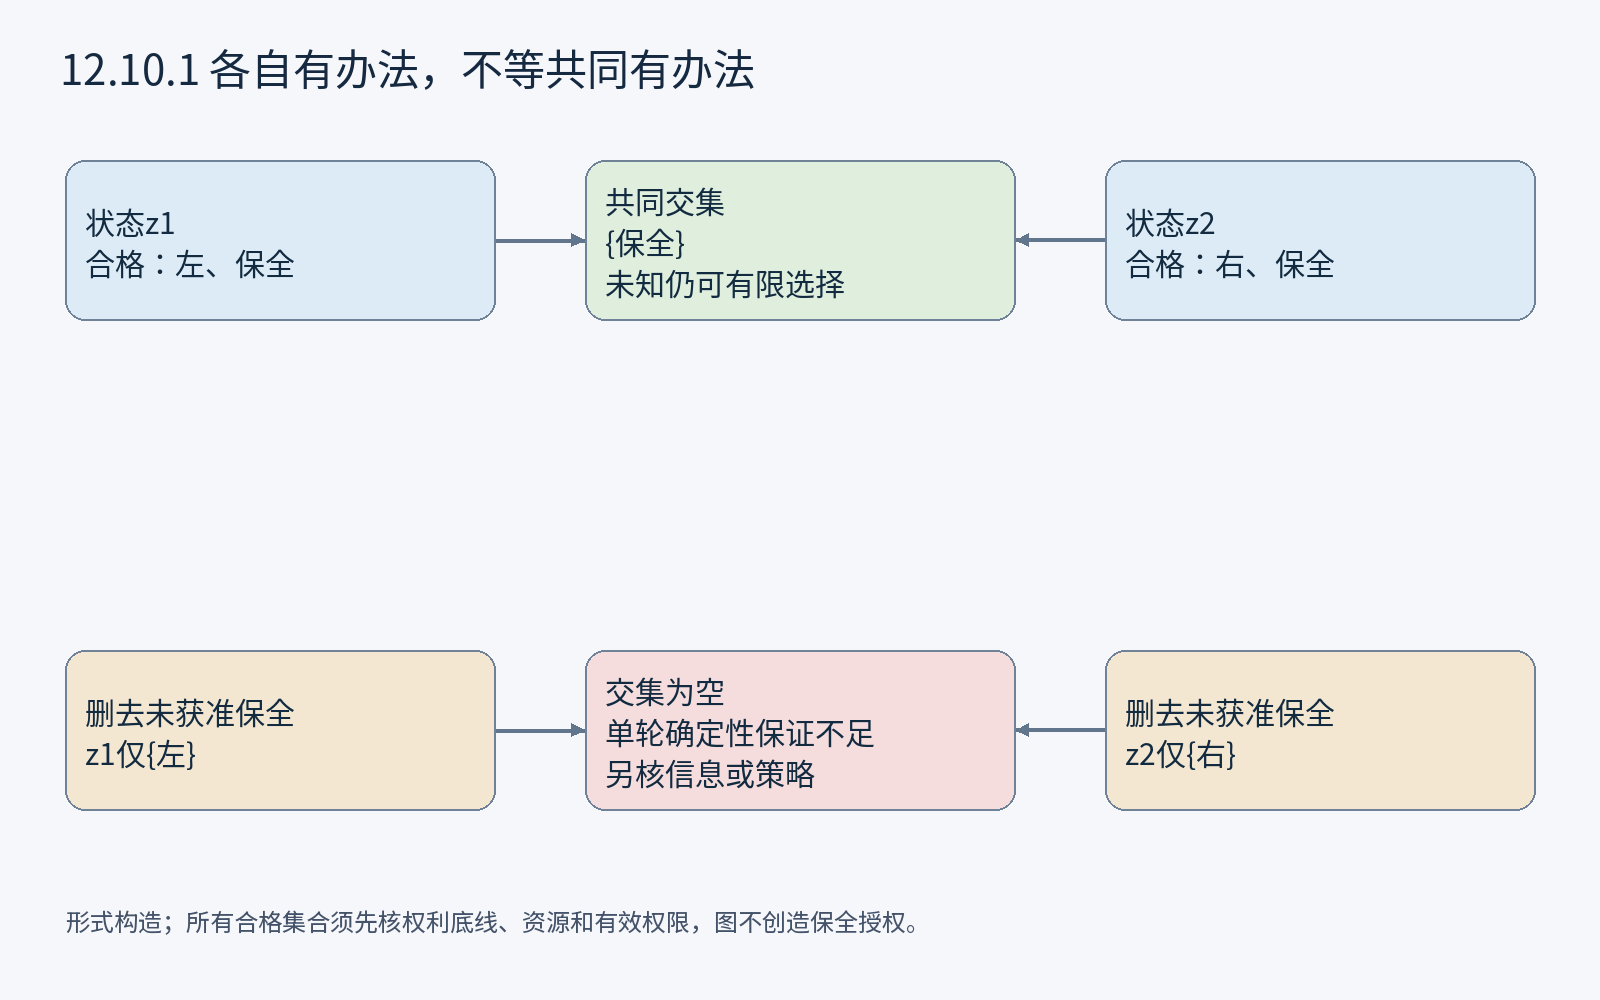 12.10.1 各自有办法，不等共同有办法
状态z1
合格：左、保全
共同交集
{保全}
未知仍可有限选择
状态z2
合格：右、保全
删去未获准保全
z1仅{左}
交集为空
单轮确定性保证不足
另核信息或策略
删去未获准保全
z2仅{右}
形式构造；所有合格集合须先核权利底线、资源和有效权限，图不创造保全授权。